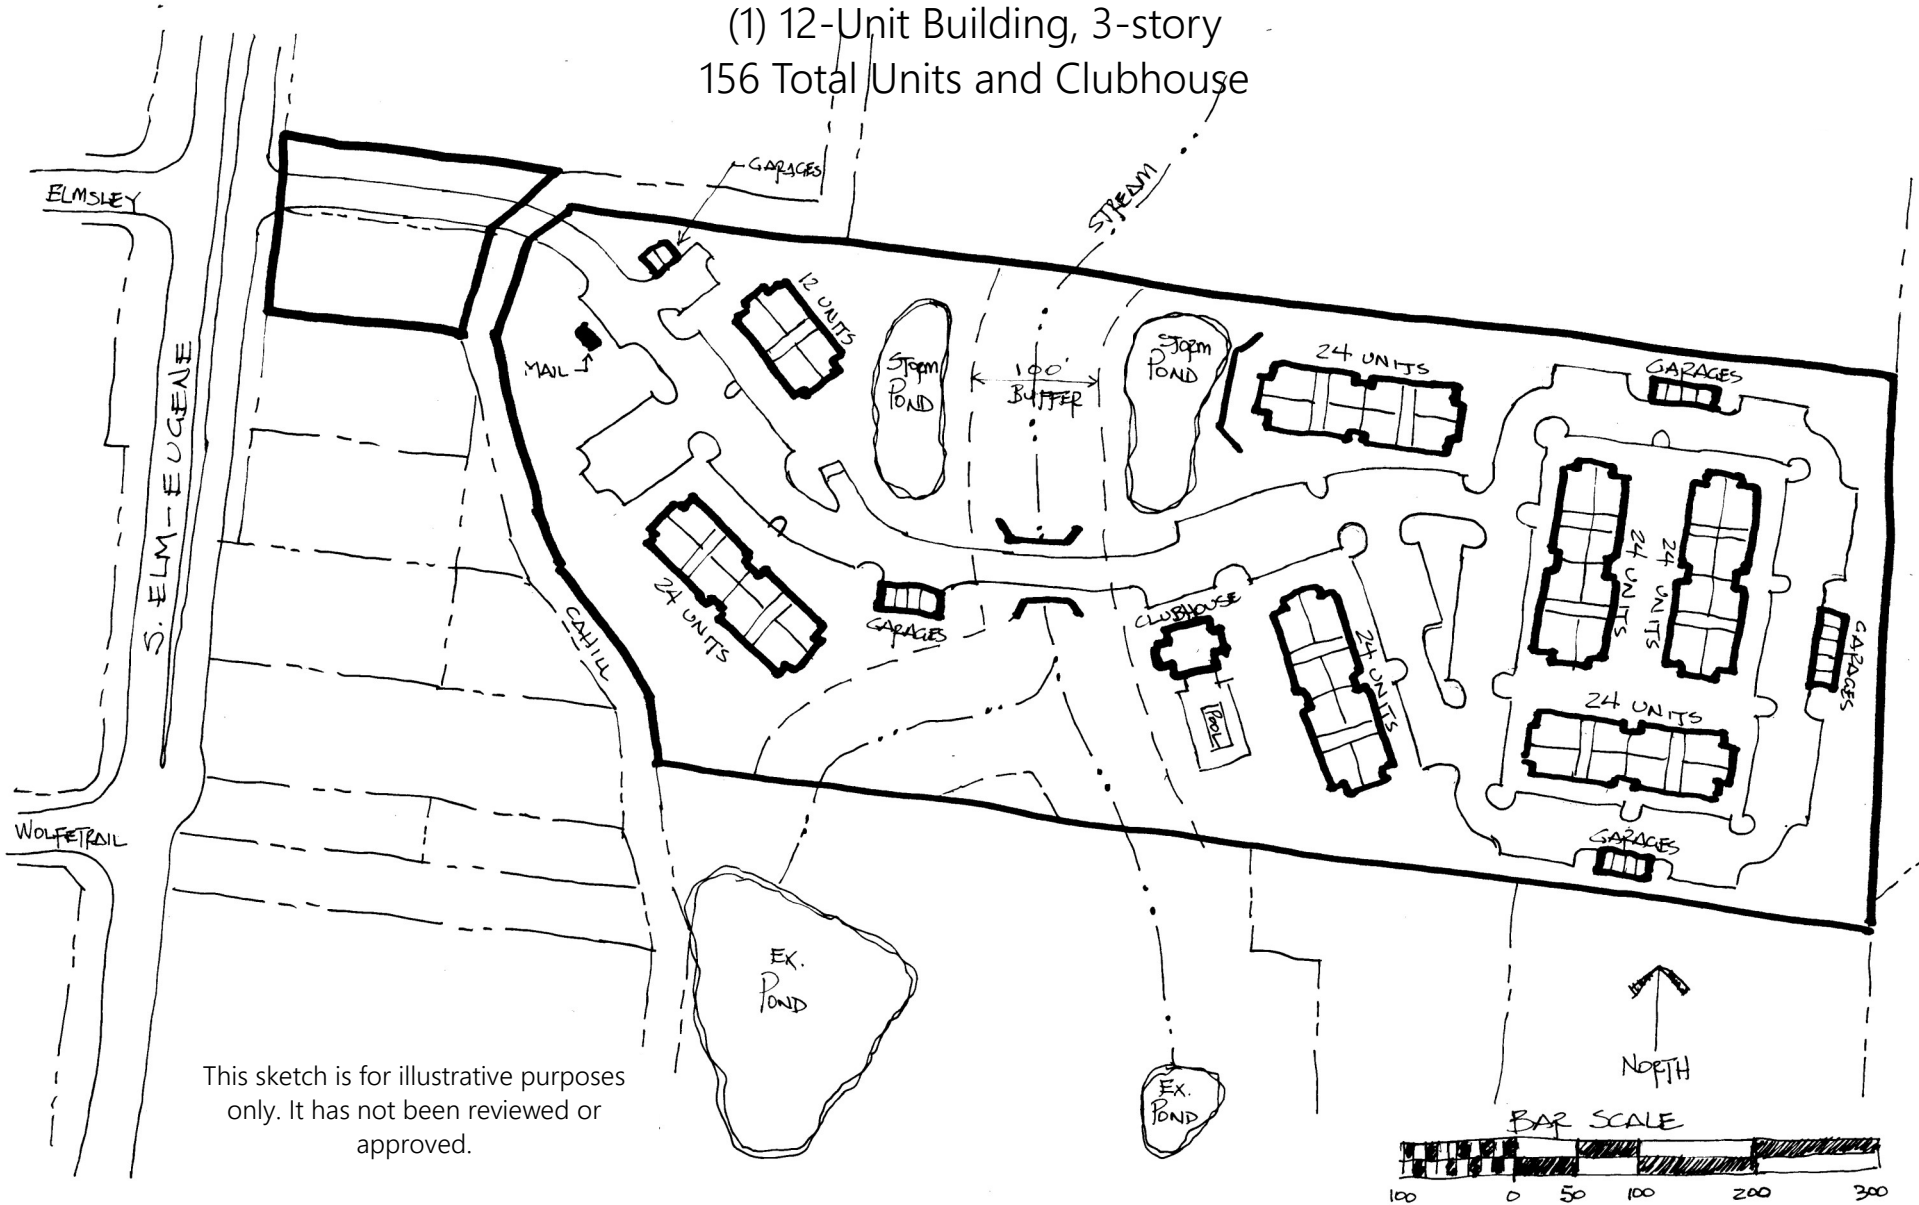 (1) 12-Unit Building, 3-story
156 Total Units and Clubhouse
GARAGES
STREAM
ELMSLEY
12 UNITS
STORM
POND
100'
BUFFER
STORM
POND
24 UNITS
GARAGES
MAIL
S. ELM-EUGENE
24 UNITS
GARAGES
CLUBHOUSE
POOL
24 UNITS
24 UNITS
24 UNITS
GARAGES
24 UNITS
GARAGES
CAHILL
WOLFETRAIL
EX.
POND
EX.
POND
NORTH
This sketch is for illustrative purposes
only. It has not been reviewed or
approved.
BAR SCALE
100 0 50 100 200 300